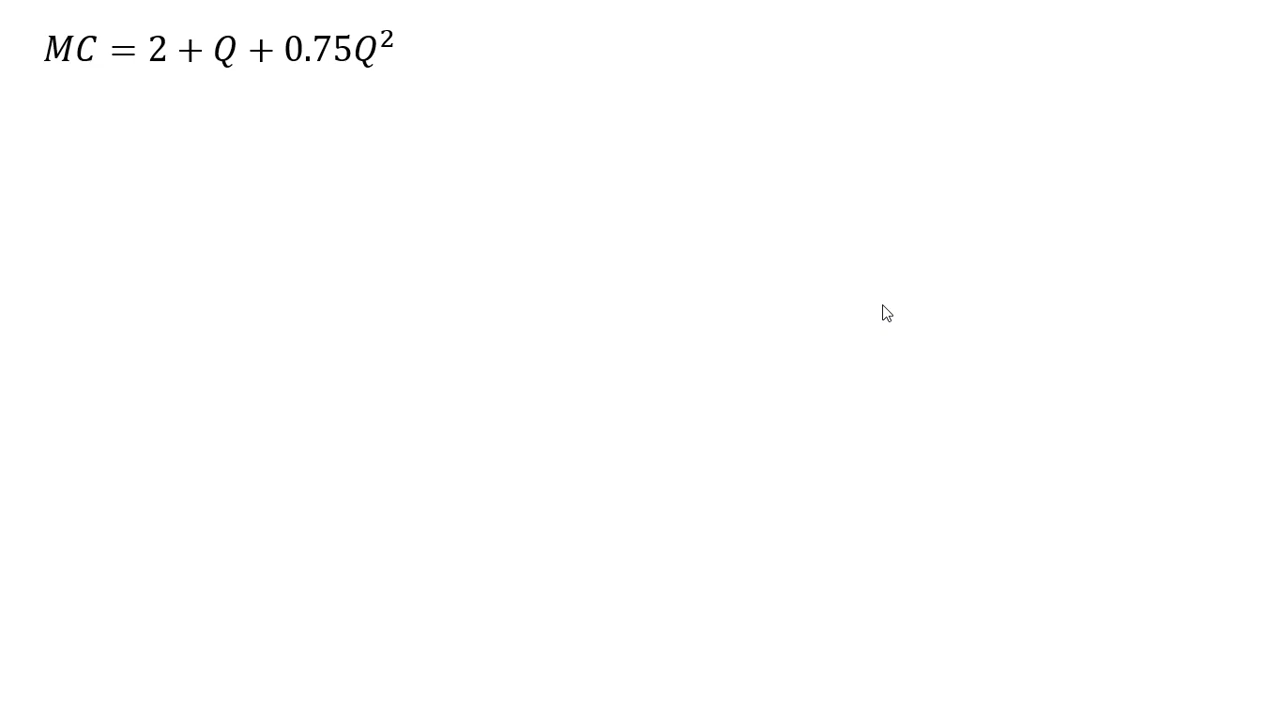 MC = 2 + Q + 0.75Q²